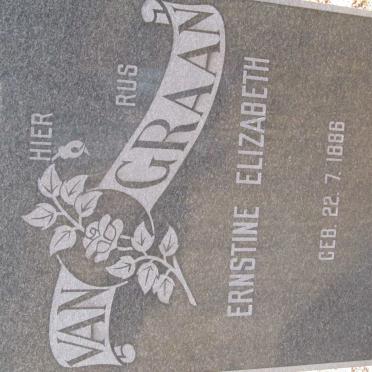 HIER RUS
VAN GRAAN
ERNSTINE ELIZABETH
GEB. 22. 7. 1886